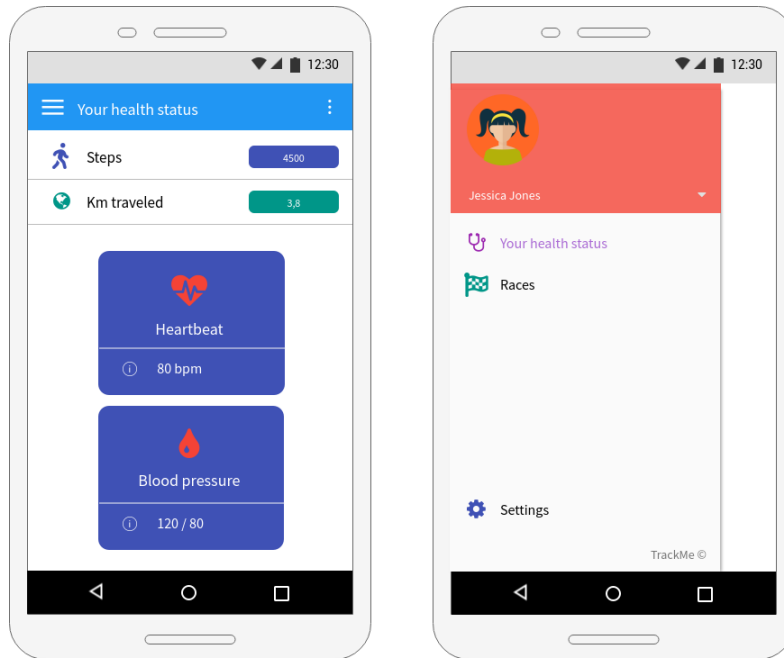 12:30
Your health status
Steps
4500
Km traveled
3,8
Heartbeat
80 bpm
Blood pressure
120 / 80
12:30
Jessica Jones
Your health status
Races
Settings
TrackMe ©